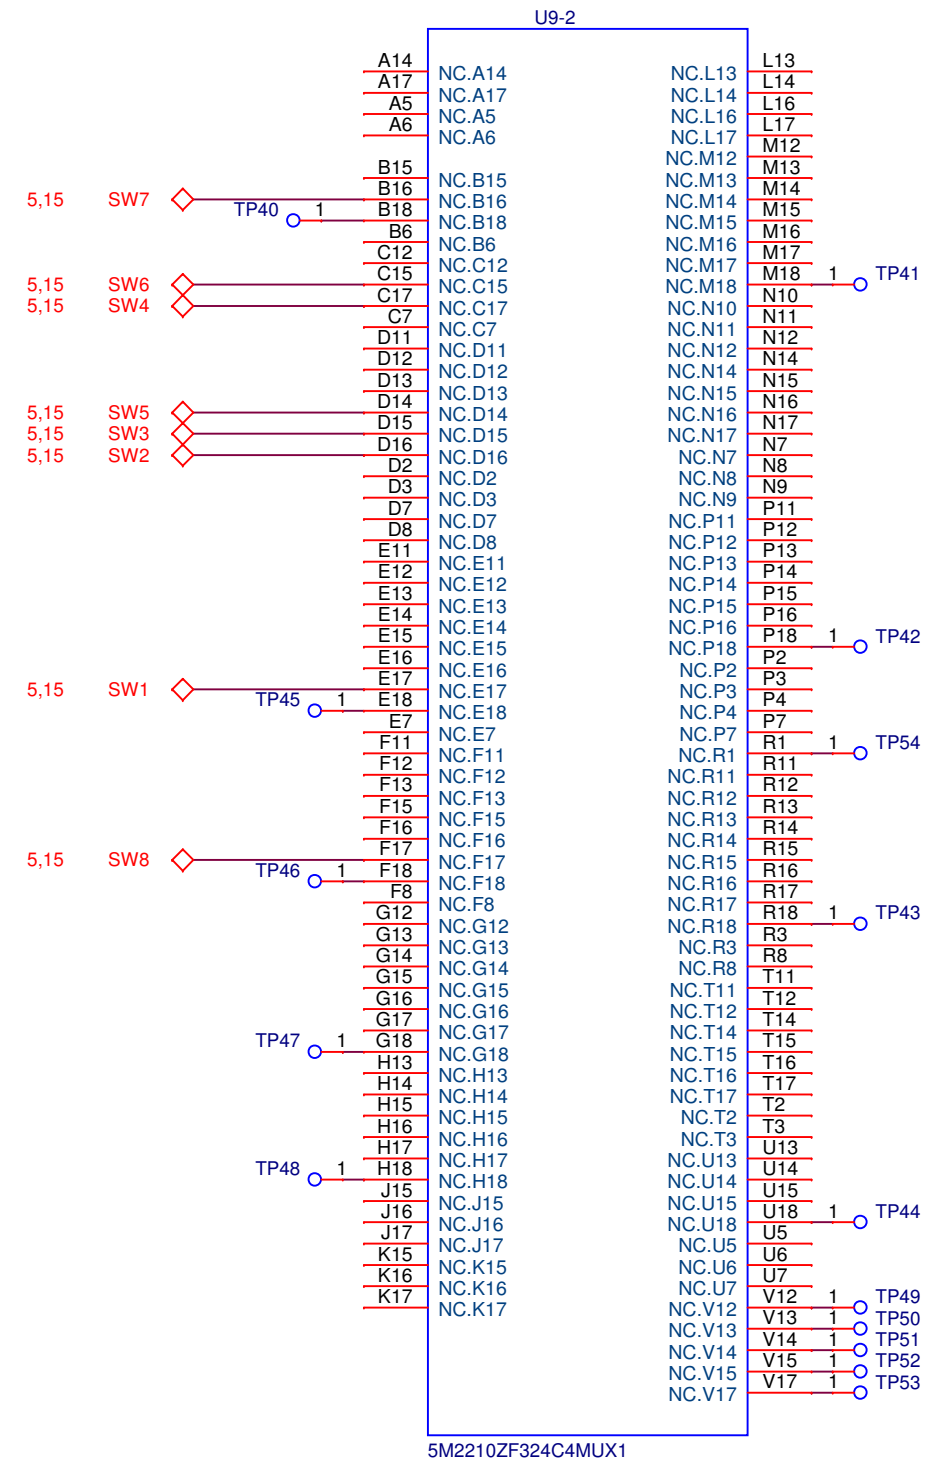 U9-2
A14 NC.A14 NC.L13 L13
A17 NC.A17 NC.L14 L14
A5 NC.A5 NC.L16 L16
A6 NC.A6 NC.L17 L17
NC.M12 M12
B15 NC.B15 NC.M13 M13
5,15 SW7 B16 NC.B16 NC.M14 M14
TP40 1 B18 NC.B18 NC.M15 M15
B6 NC.B6 NC.M16 M16
C12 NC.C12 NC.M17 M17
5,15 SW6 C15 NC.C15 NC.M18 M18 1 TP41
5,15 SW4 C17 NC.C17 NC.N10 N10
C7 NC.C7 NC.N11 N11
D11 NC.D11 NC.N12 N12
D12 NC.D12 NC.N14 N14
D13 NC.D13 NC.N15 N15
5,15 SW5 D14 NC.D14 NC.N16 N16
5,15 SW3 D15 NC.D15 NC.N17 N17
5,15 SW2 D16 NC.D16 NC.N7 N7
D2 NC.D2 NC.N8 N8
D3 NC.D3 NC.N9 N9
D7 NC.D7 NC.P11 P11
D8 NC.D8 NC.P12 P12
E11 NC.E11 NC.P13 P13
E12 NC.E12 NC.P14 P14
E13 NC.E13 NC.P15 P15
E14 NC.E14 NC.P16 P16
E15 NC.E15 NC.P18 P18 1 TP42
E16 NC.E16 NC.P2 P2
5,15 SW1 E17 NC.E17 NC.P3 P3
TP45 1 E18 NC.E18 NC.P4 P4
E7 NC.E7 NC.P7 P7
F11 NC.F11 NC.R1 R1 1 TP54
F12 NC.F12 NC.R11 R11
F13 NC.F13 NC.R12 R12
F15 NC.F15 NC.R13 R13
F16 NC.F16 NC.R14 R14
5,15 SW8 F17 NC.F17 NC.R15 R15
TP46 1 F18 NC.F18 NC.R16 R16
F8 NC.F8 NC.R17 R17
G12 NC.G12 NC.R18 R18 1 TP43
G13 NC.G13 NC.R3 R3
G14 NC.G14 NC.R8 R8
G15 NC.G15 NC.T11 T11
G16 NC.G16 NC.T12 T12
G17 NC.G17 NC.T14 T14
TP47 1 G18 NC.G18 NC.T15 T15
H13 NC.H13 NC.T16 T16
H14 NC.H14 NC.T17 T17
H15 NC.H15 NC.T2 T2
H16 NC.H16 NC.T3 T3
H17 NC.H17 NC.U13 U13
TP48 1 H18 NC.H18 NC.U14 U14
J15 NC.J15 NC.U15 U15
J16 NC.J16 NC.U18 U18 1 TP44
J17 NC.J17 NC.U5 U5
K15 NC.K15 NC.U6 U6
K16 NC.K16 NC.U7 U7
K17 NC.K17 NC.V12 V12 1 TP49
NC.V13 V13 1 TP50
NC.V14 V14 1 TP51
NC.V15 V15 1 TP52
NC.V17 V17 1 TP53
5M2210ZF324C4MUX1